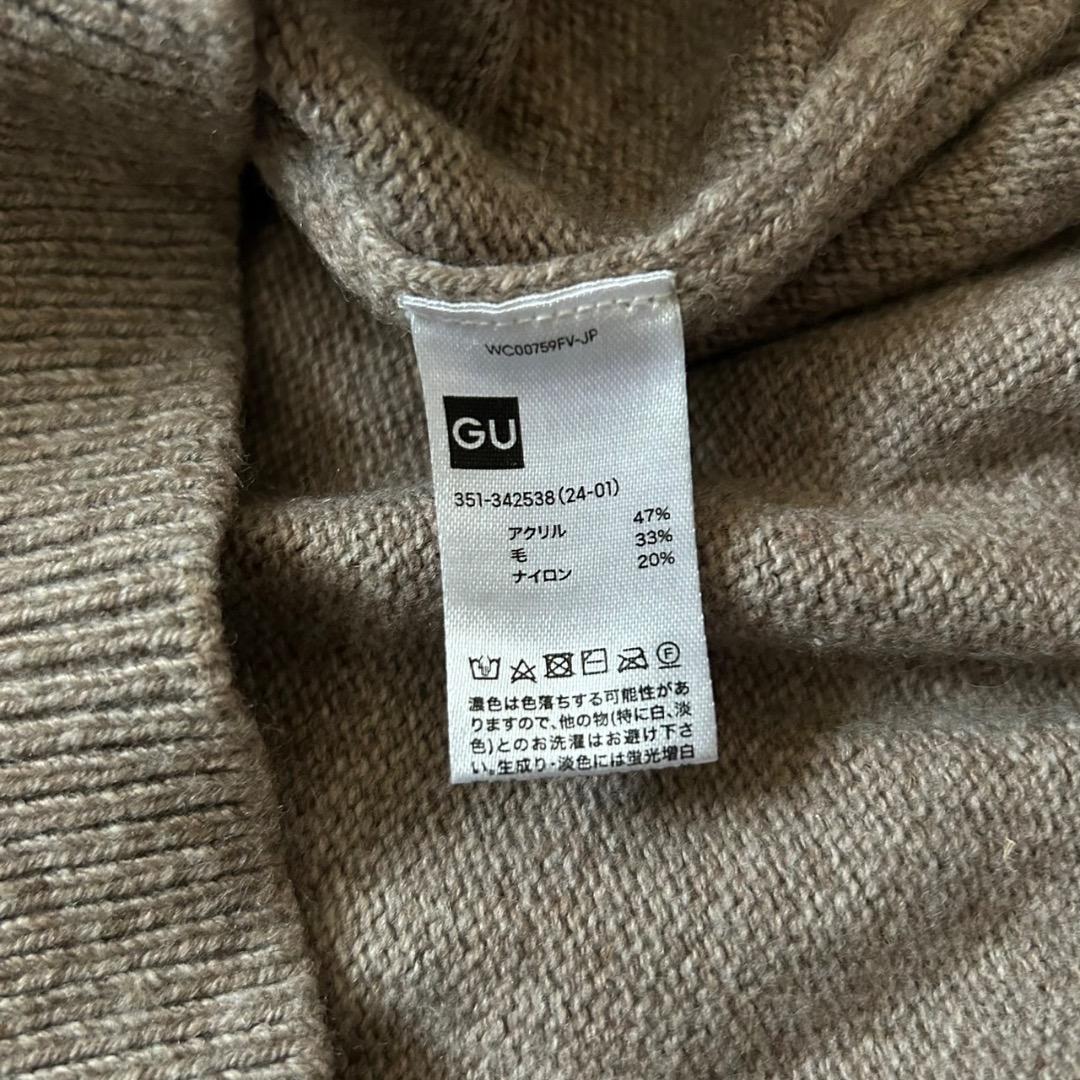 WC00759FV-JP
GU
351-342538(24-01)
アクリル 47%
毛 33%
ナイロン 20%
F
濃色は色落ちする可能性があ
りますので、他の物(特に白、淡
色)とのお洗濯はお避け下さ
い。生成り・淡色には蛍光増白